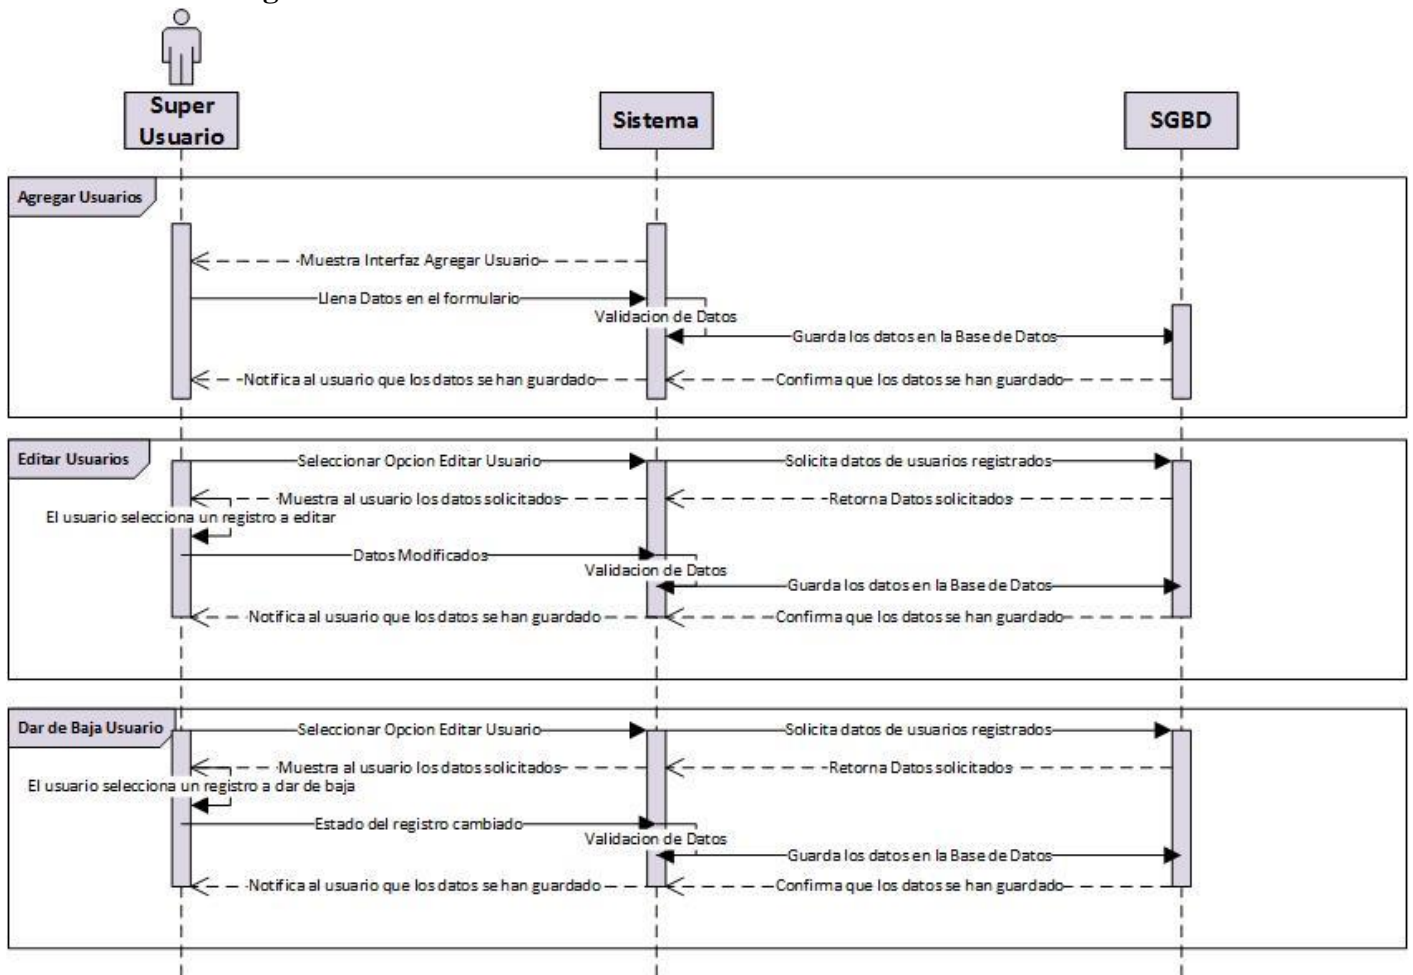 Super
Usuario
Sistema
SGBD
Agregar Usuarios
Muestra Interfaz Agregar Usuario
Llena Datos en el formulario
Validacion de Datos
Guarda los datos en la Base de Datos
Notifica al usuario que los datos se han guardado
Confirma que los datos se han guardado
Editar Usuarios
Seleccionar Opcion Editar Usuario
Solicita datos de usuarios registrados
Muestra al usuario los datos solicitados
Retorna Datos solicitados
El usuario selecciona un registro a editar
Datos Modificados
Validacion de Datos
Guarda los datos en la Base de Datos
Notifica al usuario que los datos se han guardado
Confirma que los datos se han guardado
Dar de Baja Usuario
Seleccionar Opcion Editar Usuario
Solicita datos de usuarios registrados
Muestra al usuario los datos solicitados
Retorna Datos solicitados
El usuario selecciona un registro a dar de baja
Estado del registro cambiado
Validacion de Datos
Guarda los datos en la Base de Datos
Notifica al usuario que los datos se han guardado
Confirma que los datos se han guardado